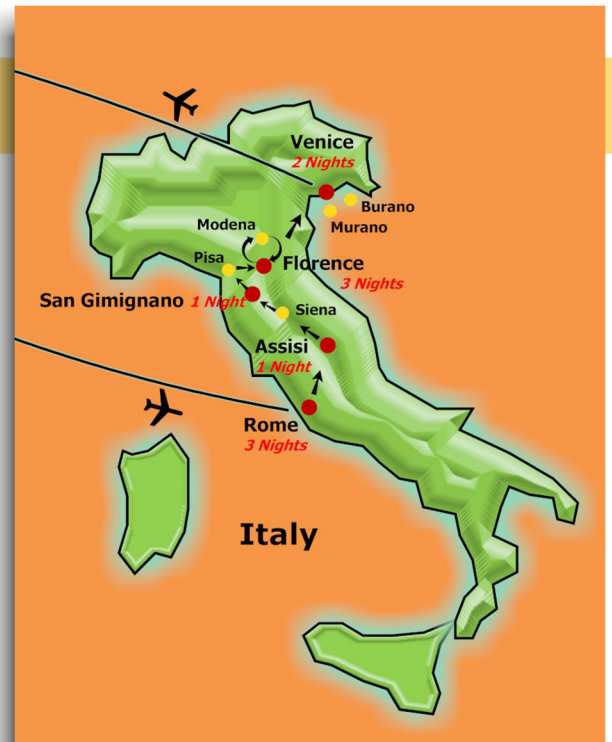 Venice
2 Nights
Burano
Murano
Modena
Pisa
Florence
3 Nights
San Gimignano 1 Night
Siena
Assisi
1 Night
Rome
3 Nights
Italy